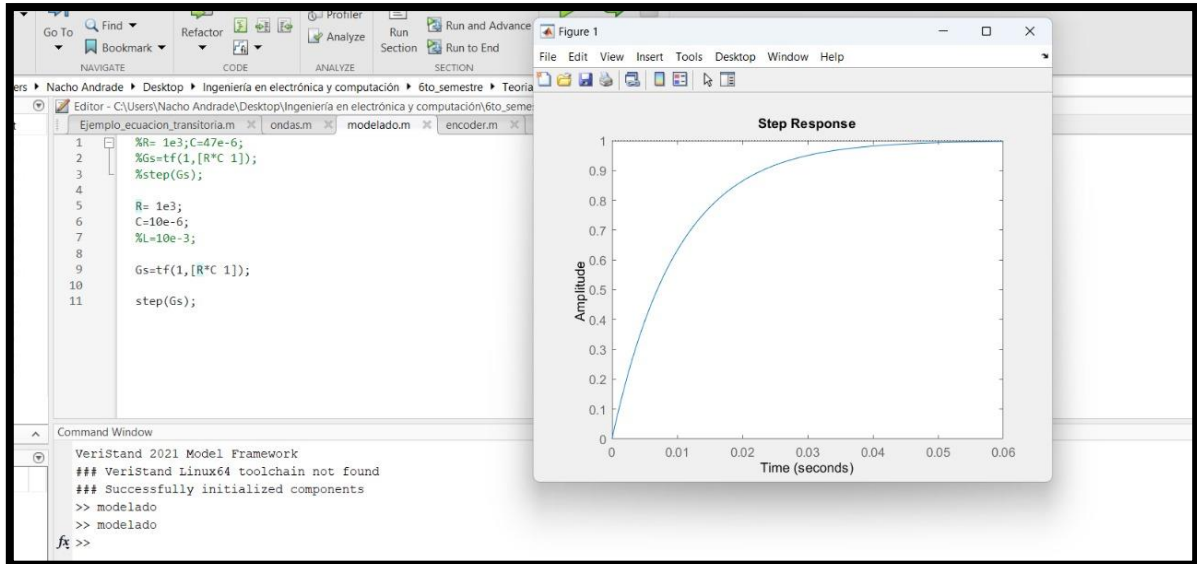 Profiler
Go To
Find
Refactor
Analyze
Run
Section
Run and Advance
Bookmark
Run to End
NAVIGATE
CODE
ANALYZE
SECTION
ers ▸ Nacho Andrade ▸ Desktop ▸ Ingeniería en electrónica y computación ▸ 6to_semestre ▸ Teoria
Editor - C:\Users\Nacho Andrade\Desktop\Ingeniería en electrónica y computación\6to_seme
Ejemplo_ecuacion_transitoria.m
ondas.m
modelado.m
encoder.m
1 %R= 1e3;C=47e-6;
2 %Gs=tf(1,[R*C 1]);
3 %step(Gs);
4
5 R= 1e3;
6 C=10e-6;
7 %L=10e-3;
8
9 Gs=tf(1,[R*C 1]);
10
11 step(Gs);
Command Window
VeriStand 2021 Model Framework
### VeriStand Linux64 toolchain not found
### Successfully initialized components
>> modelado
>> modelado
fx >>
Figure 1
File Edit View Insert Tools Desktop Window Help
Step Response
Amplitude
1
0.9
0.8
0.7
0.6
0.5
0.4
0.3
0.2
0.1
0
0 0.01 0.02 0.03 0.04 0.05 0.06
Time (seconds)